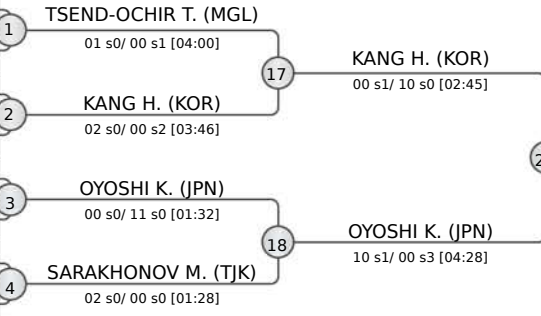 TSEND-OCHIR T. (MGL)
1
01 s0/ 00 s1 [04:00]
17
KANG H. (KOR)
00 s1/ 10 s0 [02:45]
KANG H. (KOR)
2
02 s0/ 00 s2 [03:46]
OYOSHI K. (JPN)
3
00 s0/ 11 s0 [01:32]
18
OYOSHI K. (JPN)
10 s1/ 00 s3 [04:28]
SARAKHONOV M. (TJK)
4
02 s0/ 00 s0 [01:28]